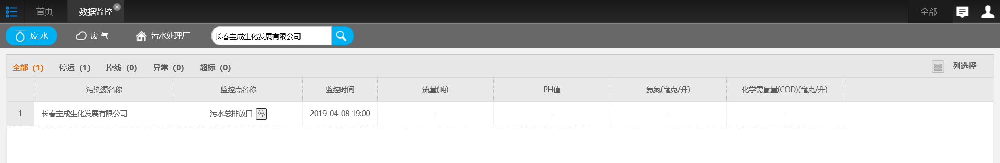 首页 数据监控 全部
废水 废气 污水处理厂 长春宝成生化发展有限公司
全部 (1) 停运 (1) 掉线 (0) 异常 (0) 超标 (0) 列选择
污染源名称 监控点名称 监控时间 流量(吨) PH值 氨氮(毫克/升) 化学需氧量(COD)(毫克/升)
1 长春宝成生化发展有限公司 污水总排放口 停 2019-04-08 19:00 - - - -